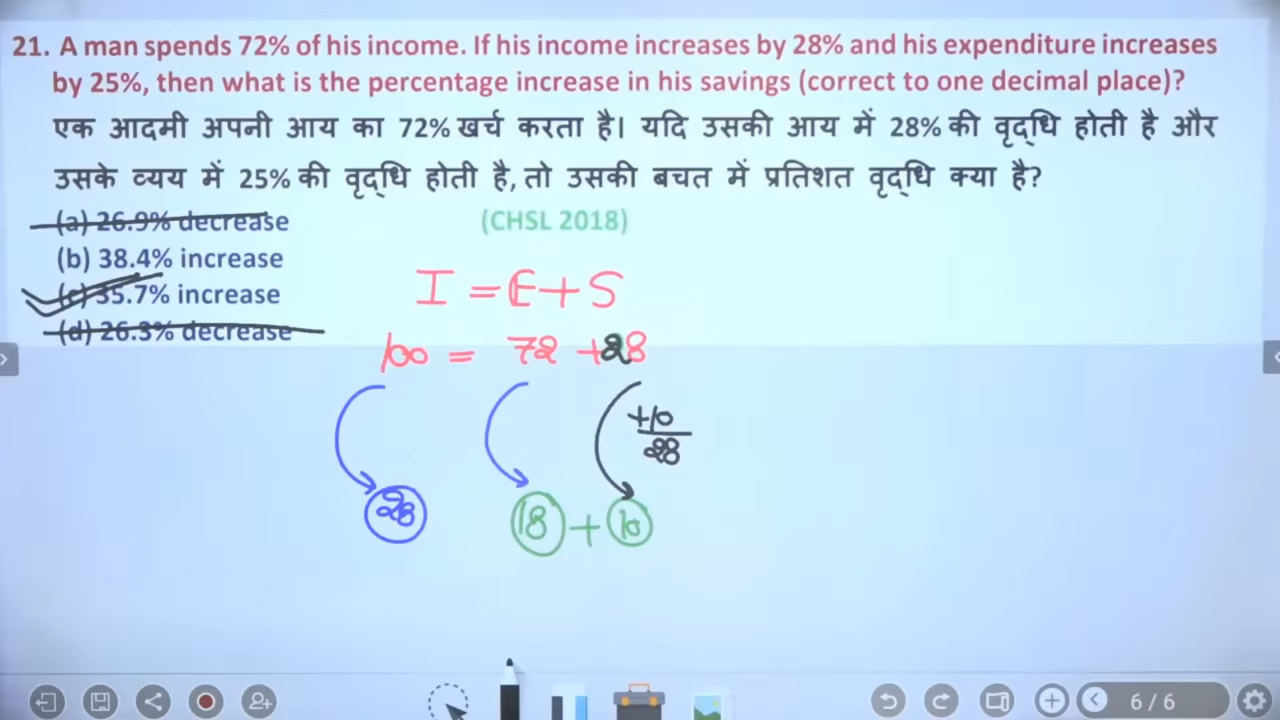 21. A man spends 72% of his income. If his income increases by 28% and his expenditure increases
by 25%, then what is the percentage increase in his savings (correct to one decimal place)?
एक आदमी अपनी आय का 72% खर्च करता है। यदि उसकी आय में 28% की वृद्धि होती है और
उसके व्यय में 25% की वृद्धि होती है, तो उसकी बचत में प्रतिशत वृद्धि क्या है?
(a) 26.9% decrease (CHSL 2018)
(b) 38.4% increase
(c) 35.7% increase
(d) 26.3% decrease
I = E + S
100 = 72 + 28
+10
28
28 18 + 10
6 / 6